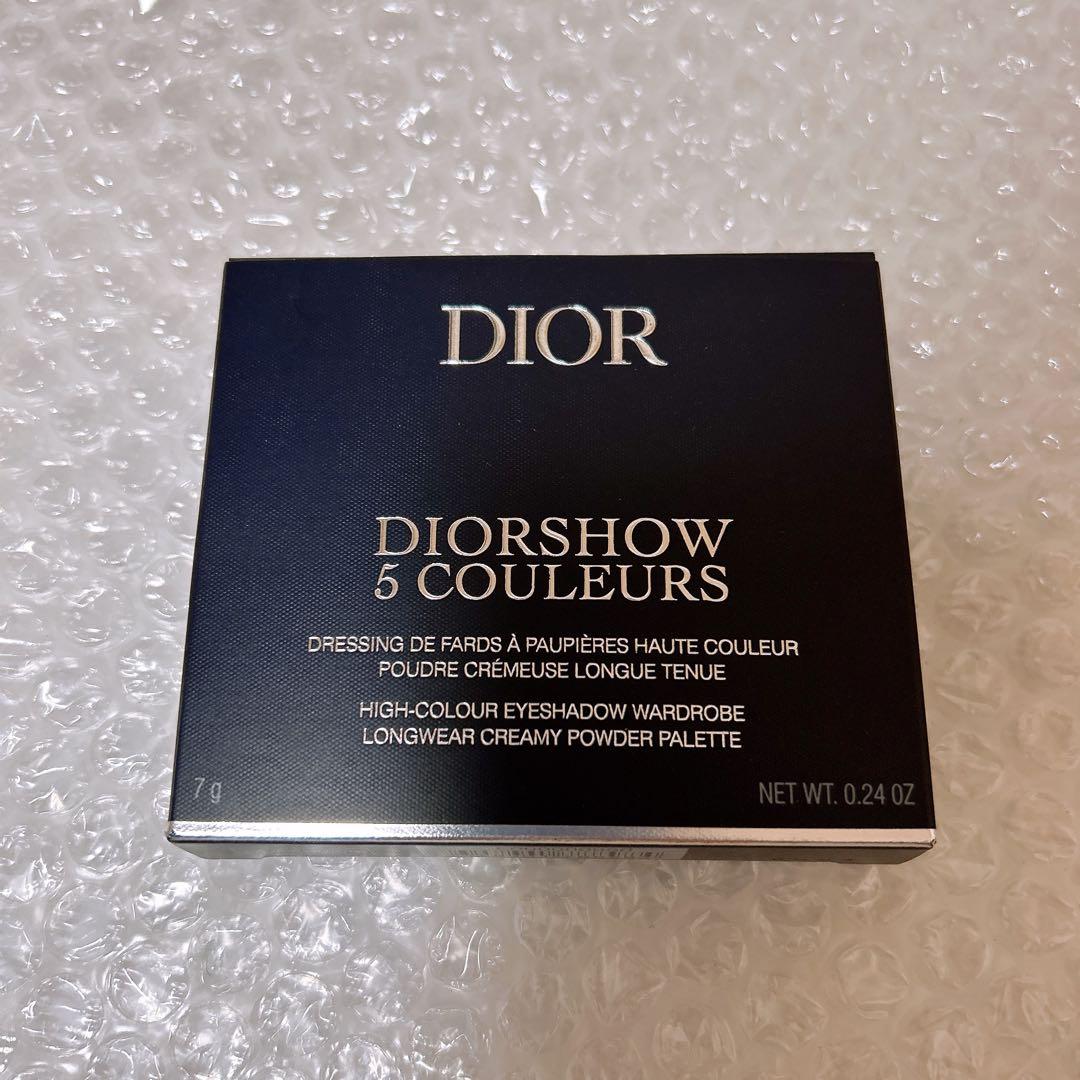 DIOR
DIORSHOW
5 COULEURS
DRESSING DE FARDS À PAUPIÈRES HAUTE COULEUR
POUDRE CRÉMEUSE LONGUE TENUE
HIGH-COLOUR EYESHADOW WARDROBE
LONGWEAR CREAMY POWDER PALETTE
7 g
NET WT. 0.24 OZ